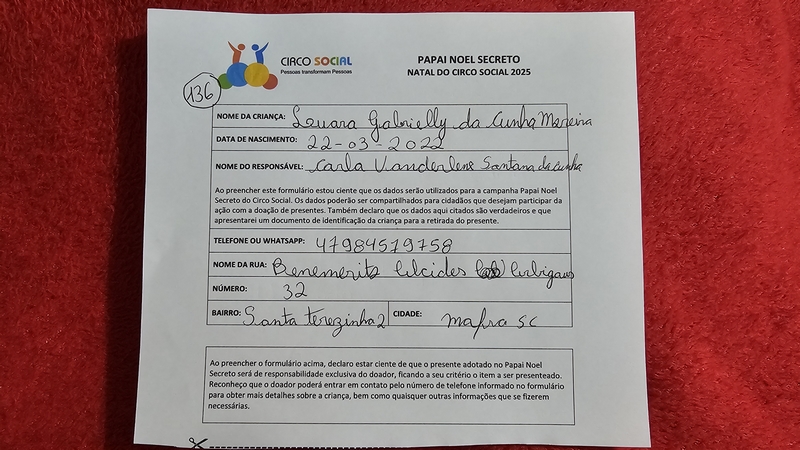 CIRCO SOCIAL
Pessoas transformam Pessoas
PAPAI NOEL SECRETO
NATAL DO CIRCO SOCIAL 2025
136
NOME DA CRIANÇA: Luara Gabrielly da Cunha Moreira
DATA DE NASCIMENTO: 22-03-2022
NOME DO RESPONSÁVEL: Carla Vanderlene Santana da Cunha
Ao preencher este formulário estou ciente que os dados serão utilizados para a campanha Papai Noel
Secreto do Circo Social. Os dados poderão ser compartilhados para cidadãos que desejam participar da
ação com a doação de presentes. Também declaro que os dados aqui citados são verdadeiros e que
apresentarei um documento de identificação da criança para a retirada do presente.
TELEFONE OU WHATSAPP: 47984579758
NOME DA RUA: Benemerito
NÚMERO: 32
BAIRRO: Santa terezinha 2 CIDADE: mafra sc
Ao preencher o formulário acima, declaro estar ciente de que o presente adotado no Papai Noel
Secreto será de responsabilidade exclusiva do doador, ficando a seu critério o item a ser presenteado.
Reconheço que o doador poderá entrar em contato pelo número de telefone informado no formulário
para obter mais detalhes sobre a criança, bem como quaisquer outras informações que se fizerem
necessárias.